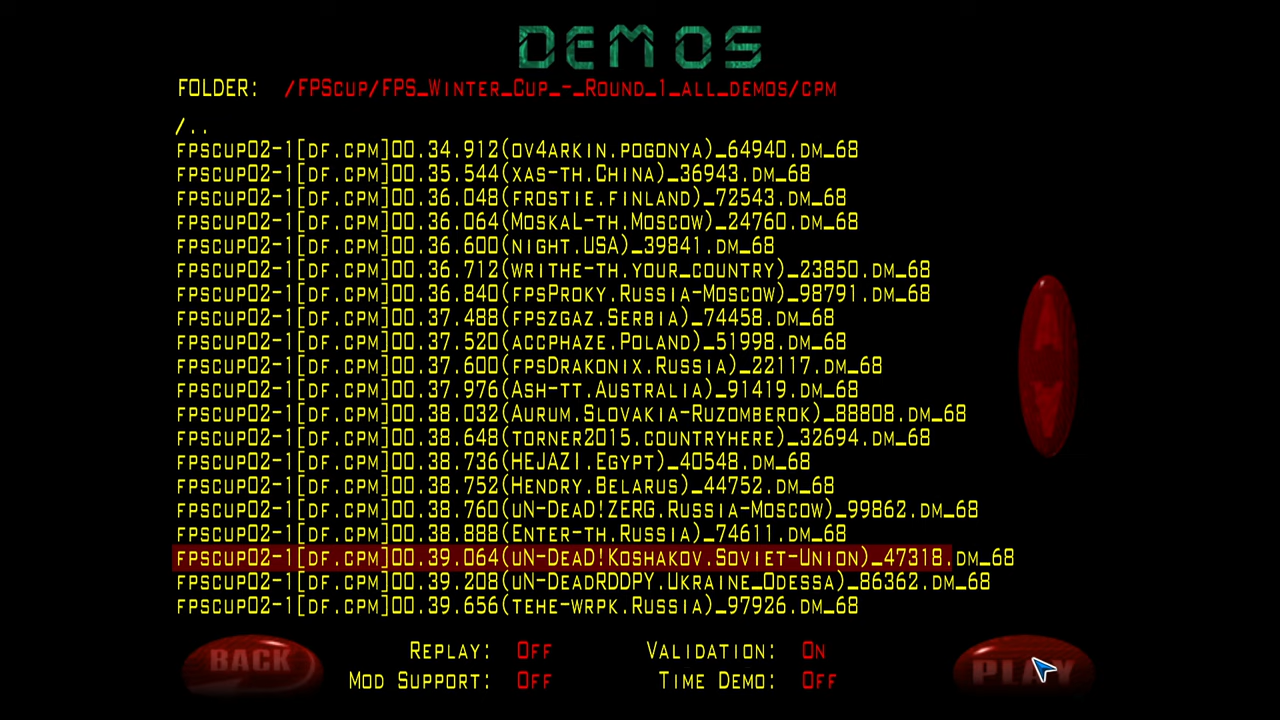 DEMOS
FOLDER: /FPScup/FPS_Winter_Cup_-_Round_1_all_demos/cpm
/..
fpscup02-1[df.cpm]00.34.912(ov4arkin.pogonya)_64940.dm_68
fpscup02-1[df.cpm]00.35.544(xas-th.China)_36943.dm_68
fpscup02-1[df.cpm]00.36.048(frostie.finland)_72543.dm_68
fpscup02-1[df.cpm]00.36.064(MoskaL-th.Moscow)_24760.dm_68
fpscup02-1[df.cpm]00.36.600(night.USA)_39841.dm_68
fpscup02-1[df.cpm]00.36.712(writhe-th.your_country)_23850.dm_68
fpscup02-1[df.cpm]00.36.840(fpsProky.Russia-Moscow)_98791.dm_68
fpscup02-1[df.cpm]00.37.488(fpszgaz.Serbia)_74458.dm_68
fpscup02-1[df.cpm]00.37.520(accphaze.Poland)_51998.dm_68
fpscup02-1[df.cpm]00.37.600(fpsDrakonix.Russia)_22117.dm_68
fpscup02-1[df.cpm]00.37.976(Ash-tt.Australia)_91419.dm_68
fpscup02-1[df.cpm]00.38.032(Aurum.Slovakia-Ruzomberok)_88808.dm_68
fpscup02-1[df.cpm]00.38.648(torner2015.countryhere)_32694.dm_68
fpscup02-1[df.cpm]00.38.736(HEJAZI.Egypt)_40548.dm_68
fpscup02-1[df.cpm]00.38.752(Hendry.Belarus)_44752.dm_68
fpscup02-1[df.cpm]00.38.760(uN-DeaD!ZERG.Russia-Moscow)_99862.dm_68
fpscup02-1[df.cpm]00.38.888(Enter-th.Russia)_74611.dm_68
fpscup02-1[df.cpm]00.39.064(uN-DeaD!Koshakov.Soviet-Union)_47318.dm_68
fpscup02-1[df.cpm]00.39.208(uN-DeadRDDPY.Ukraine_Odessa)_86362.dm_68
fpscup02-1[df.cpm]00.39.656(tehe-wrpk.Russia)_97926.dm_68
BACK Replay: Off Validation: On PLAY
Mod Support: Off Time Demo: Off